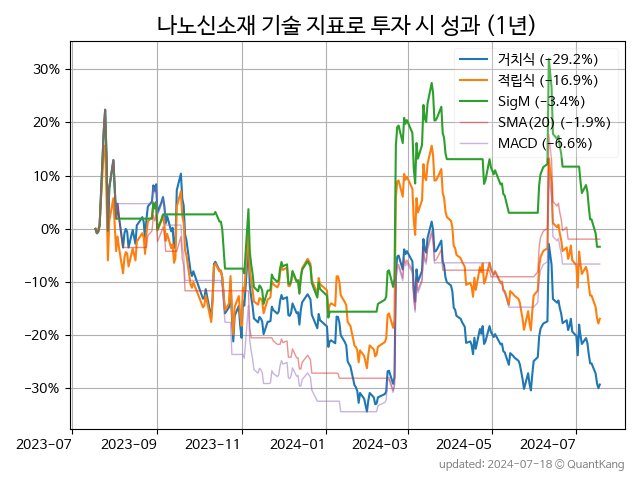 나노신소재 기술 지표로 투자 시 성과 (1년)
거치식 (−29.2%)
적립식 (−16.9%)
SigM (−3.4%)
SMA(20) (−1.9%)
MACD (−6.6%)
30%
20%
10%
0%
−10%
−20%
−30%
2023-07 2023-09 2023-11 2024-01 2024-03 2024-05 2024-07
updated: 2024-07-18 © QuantKang